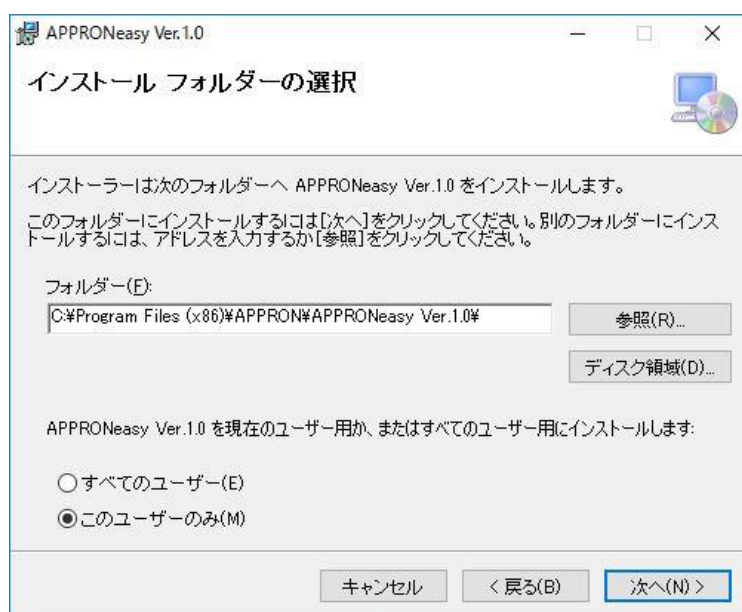 APPRONeasy Ver.1.0
インストール フォルダーの選択
インストーラーは次のフォルダーへ APPRONeasy Ver.1.0 をインストールします。
このフォルダーにインストールするには[次へ]をクリックしてください。別のフォルダーにインス
トールするには、アドレスを入力するか[参照]をクリックしてください。
フォルダー(F):
C:¥Program Files (x86)¥APPRON¥APPRONeasy Ver.1.0¥
参照(R)...
ディスク領域(D)...
APPRONeasy Ver.1.0 を現在のユーザー用か、またはすべてのユーザー用にインストールします:
すべてのユーザー(E)
このユーザーのみ(M)
キャンセル
< 戻る(B)
次へ(N) >